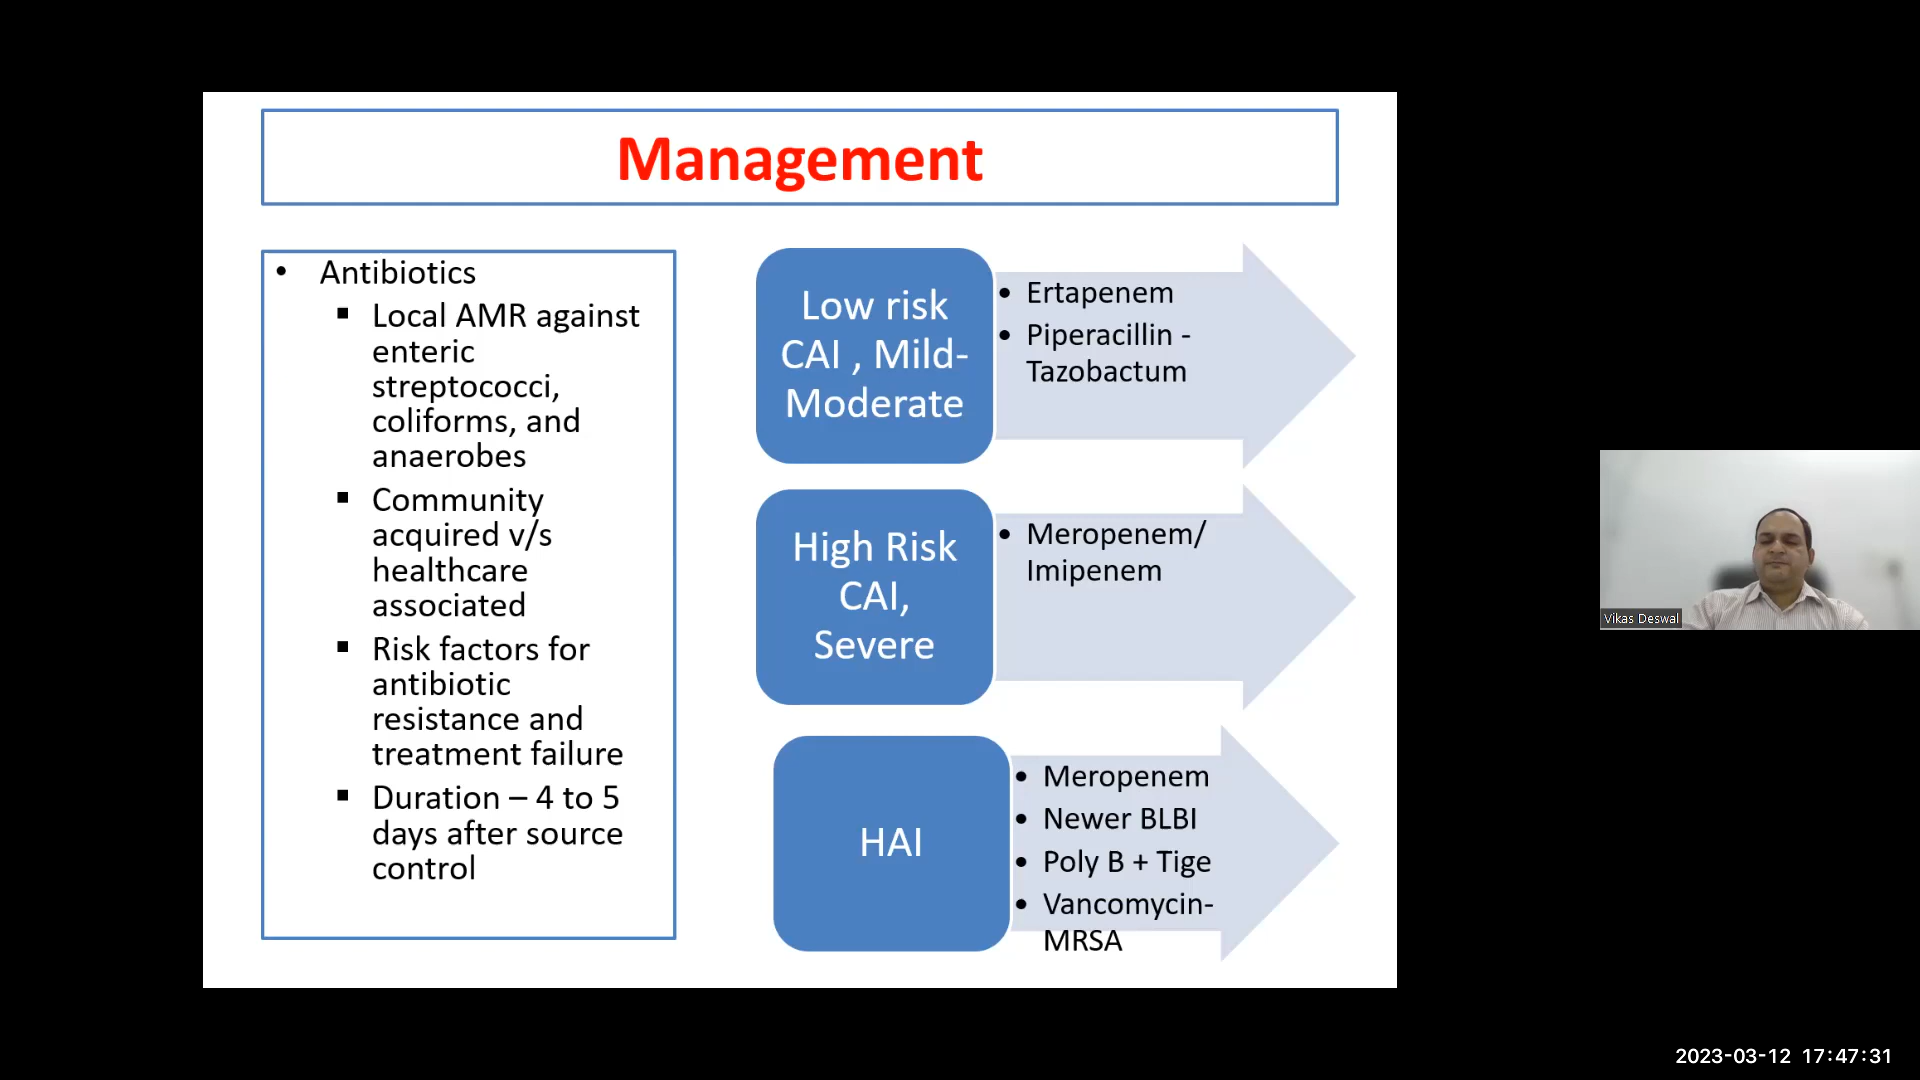 Management
• Antibiotics
▪ Local AMR against
enteric
streptococci,
coliforms, and
anaerobes
▪ Community
acquired v/s
healthcare
associated
▪ Risk factors for
antibiotic
resistance and
treatment failure
▪ Duration – 4 to 5
days after source
control
Low risk
CAI , Mild-
Moderate
• Ertapenem
• Piperacillin -
Tazobactum
High Risk
CAI,
Severe
• Meropenem/
Imipenem
HAI
• Meropenem
• Newer BLBI
• Poly B + Tige
• Vancomycin-
MRSA
Vikas Deswal
2023-03-12 17:47:31